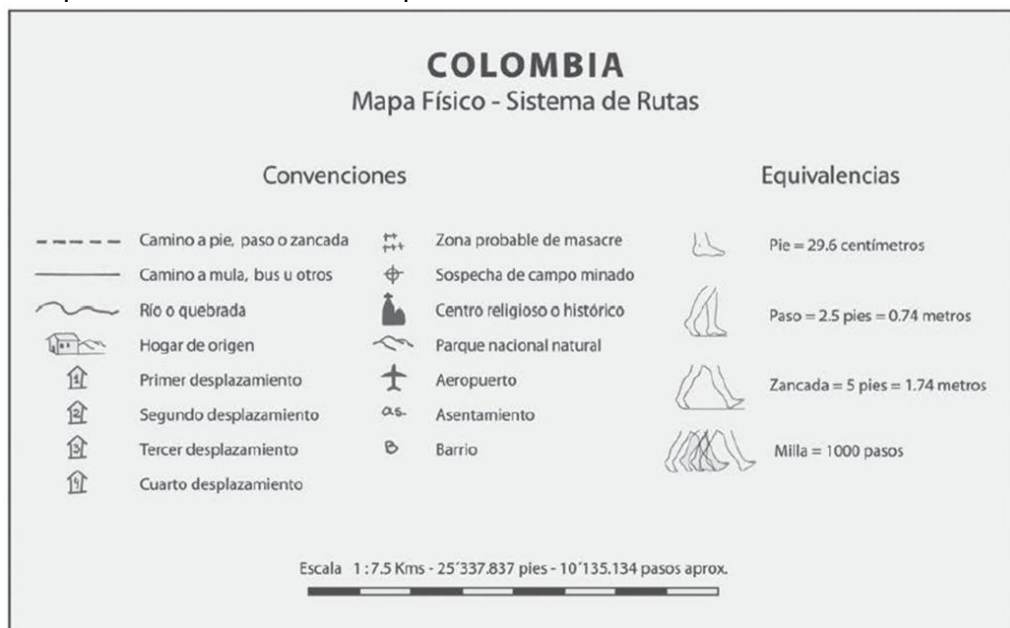 COLOMBIA
Mapa Físico - Sistema de Rutas
Convenciones
Camino a pie, paso o zancada
Camino a mula, bus u otros
Río o quebrada
Hogar de origen
1 Primer desplazamiento
2 Segundo desplazamiento
3 Tercer desplazamiento
4 Cuarto desplazamiento
Zona probable de masacre
Sospecha de campo minado
Centro religioso o histórico
Parque nacional natural
Aeropuerto
as. Asentamiento
B Barrio
Equivalencias
Pie = 29.6 centímetros
Paso = 2.5 pies = 0.74 metros
Zancada = 5 pies = 1.74 metros
Milla = 1000 pasos
Escala 1 : 7.5 Kms - 25´337.837 pies - 10´135.134 pasos aprox.